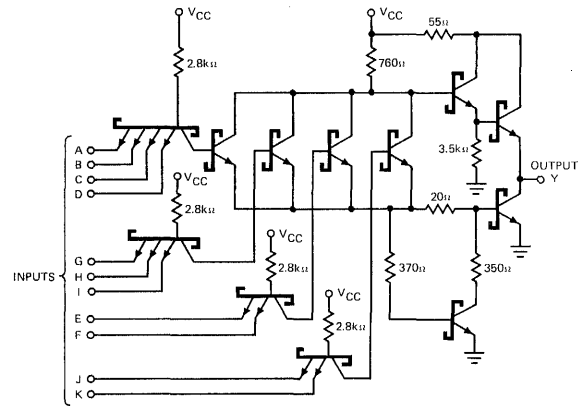 VCC
VCC
55Ω
2.8kΩ
760Ω
A
B
C
D
3.5kΩ
OUTPUT
Y
VCC
2.8kΩ
20Ω
INPUTS
G
H
I
VCC
2.8kΩ
370Ω
350Ω
VCC
E
F
2.8kΩ
J
K